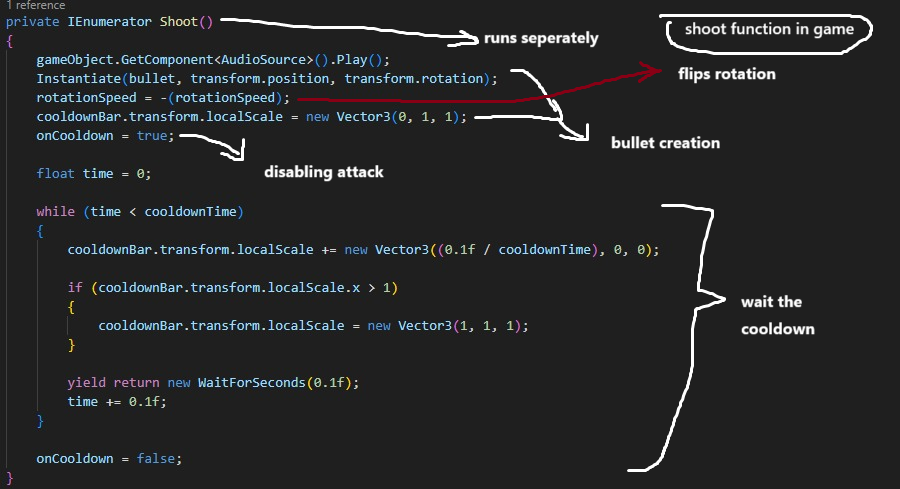 1 reference
private IEnumerator Shoot()
runs seperately
shoot function in game
{
gameObject.GetComponent<AudioSource>().Play();
Instantiate(bullet, transform.position, transform.rotation);
flips rotation
rotationSpeed = -(rotationSpeed);
cooldownBar.transform.localScale = new Vector3(0, 1, 1);
onCooldown = true;
bullet creation
disabling attack
float time = 0;
while (time < cooldownTime)
{
cooldownBar.transform.localScale += new Vector3((0.1f / cooldownTime), 0, 0);
if (cooldownBar.transform.localScale.x > 1)
{
cooldownBar.transform.localScale = new Vector3(1, 1, 1);
}
wait the
cooldown
yield return new WaitForSeconds(0.1f);
time += 0.1f;
}
onCooldown = false;
}